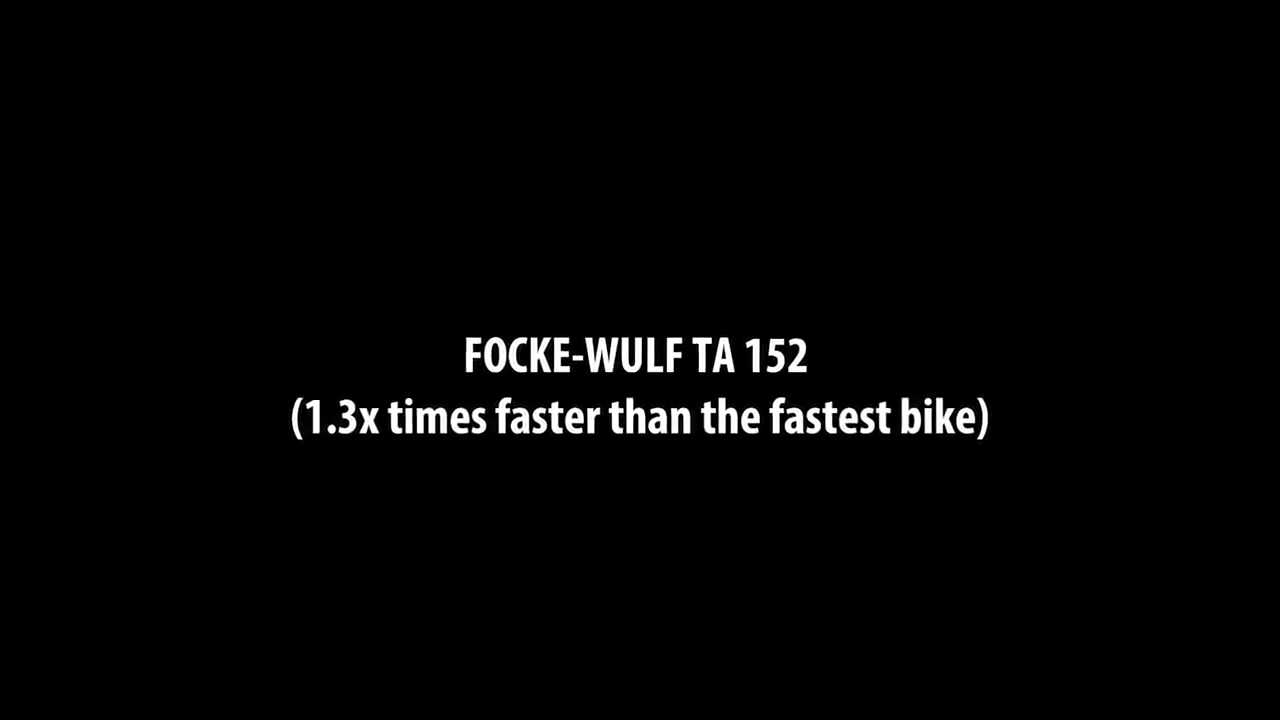 FOCKE-WULF TA 152
(1.3x times faster than the fastest bike)